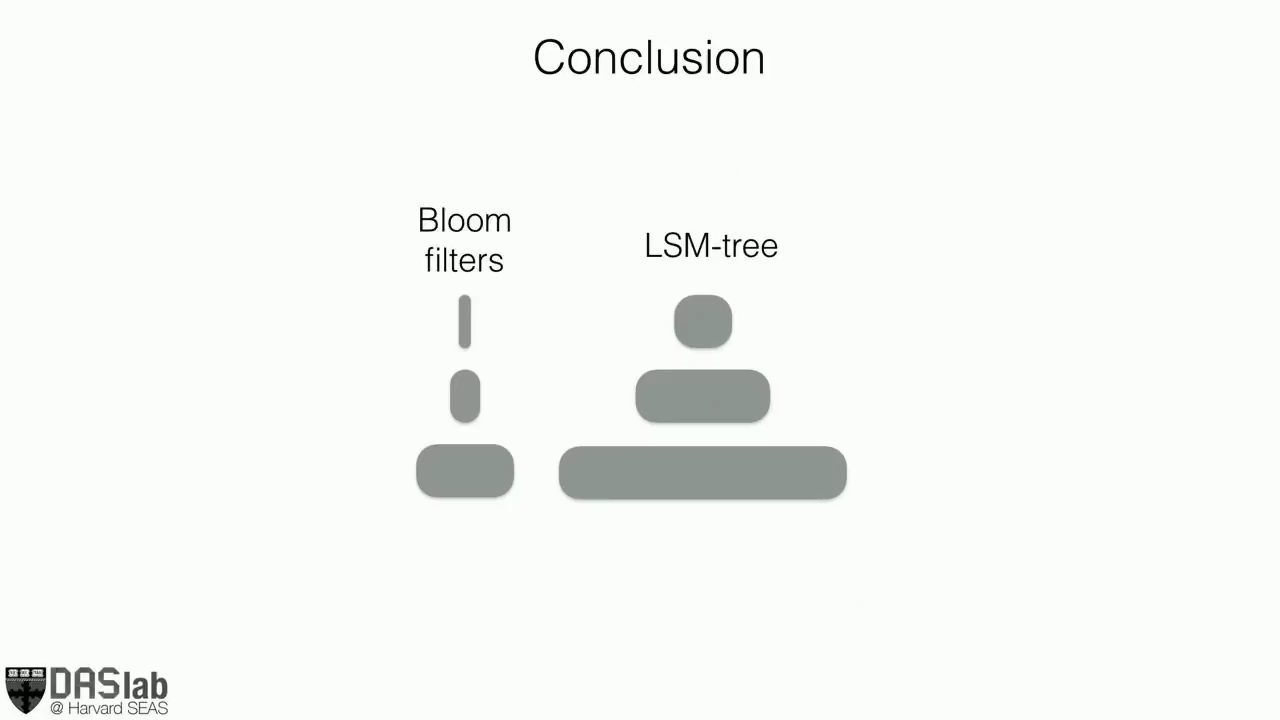 Conclusion
Bloom
filters
LSM-tree
DASlab
@ Harvard SEAS